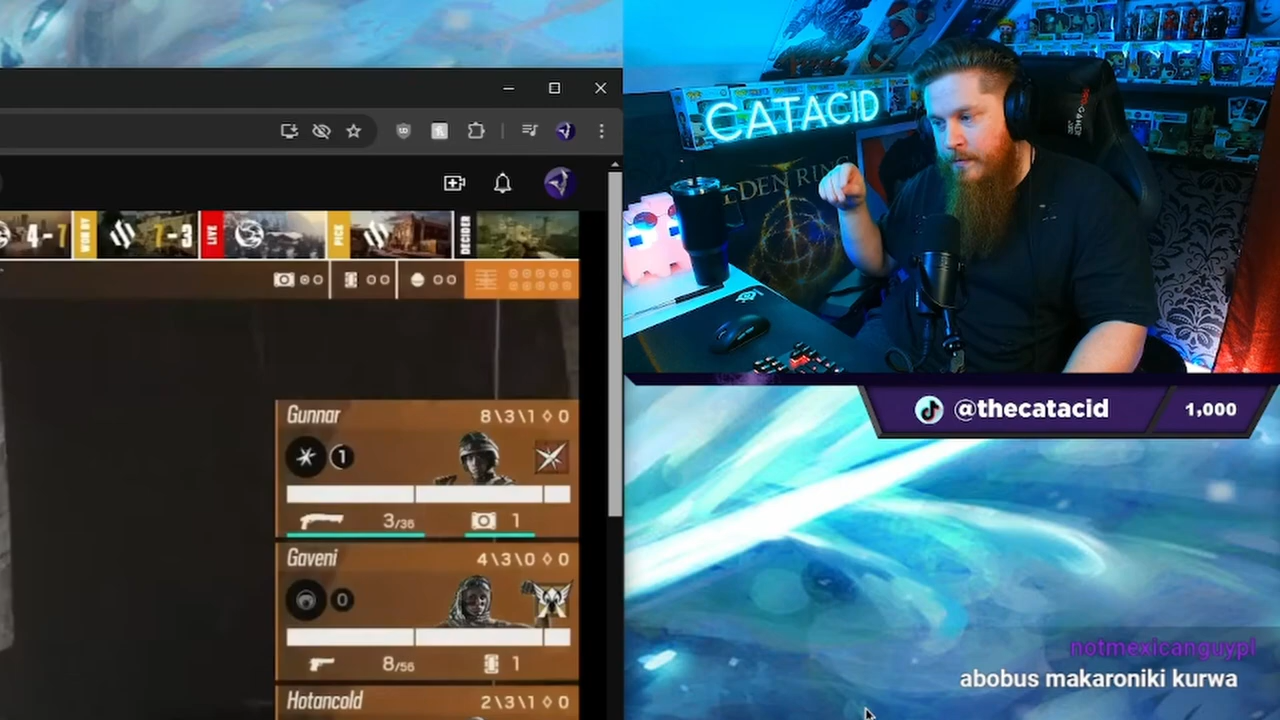 CATACID
ELDEN RING
4-7
WON BY
7-3
LIVE
PICK
DECIDER
Gunnar 8\3\1 ◇ 0
1
3/36 1
Gaveni 4\3\0 ◇ 0
0
8/56 1
Hotancold 2\3\1 ◇ 0
@thecatacid 1,000
notmexicanguypl
abobus makaroniki kurwa